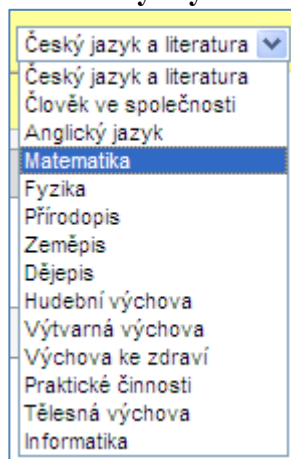 Český jazyk a literatura
Český jazyk a literatura
Člověk ve společnosti
Anglický jazyk
Matematika
Fyzika
Přírodopis
Zeměpis
Dějepis
Hudební výchova
Výtvarná výchova
Výchova ke zdraví
Praktické činnosti
Tělesná výchova
Informatika